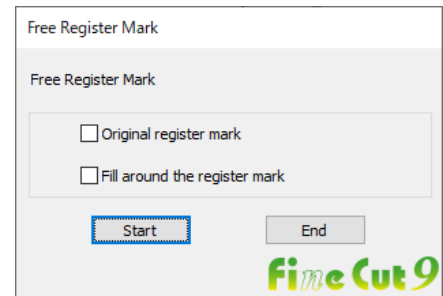 Free Register Mark
Free Register Mark
Original register mark
Fill around the register mark
Start End
FineCut9